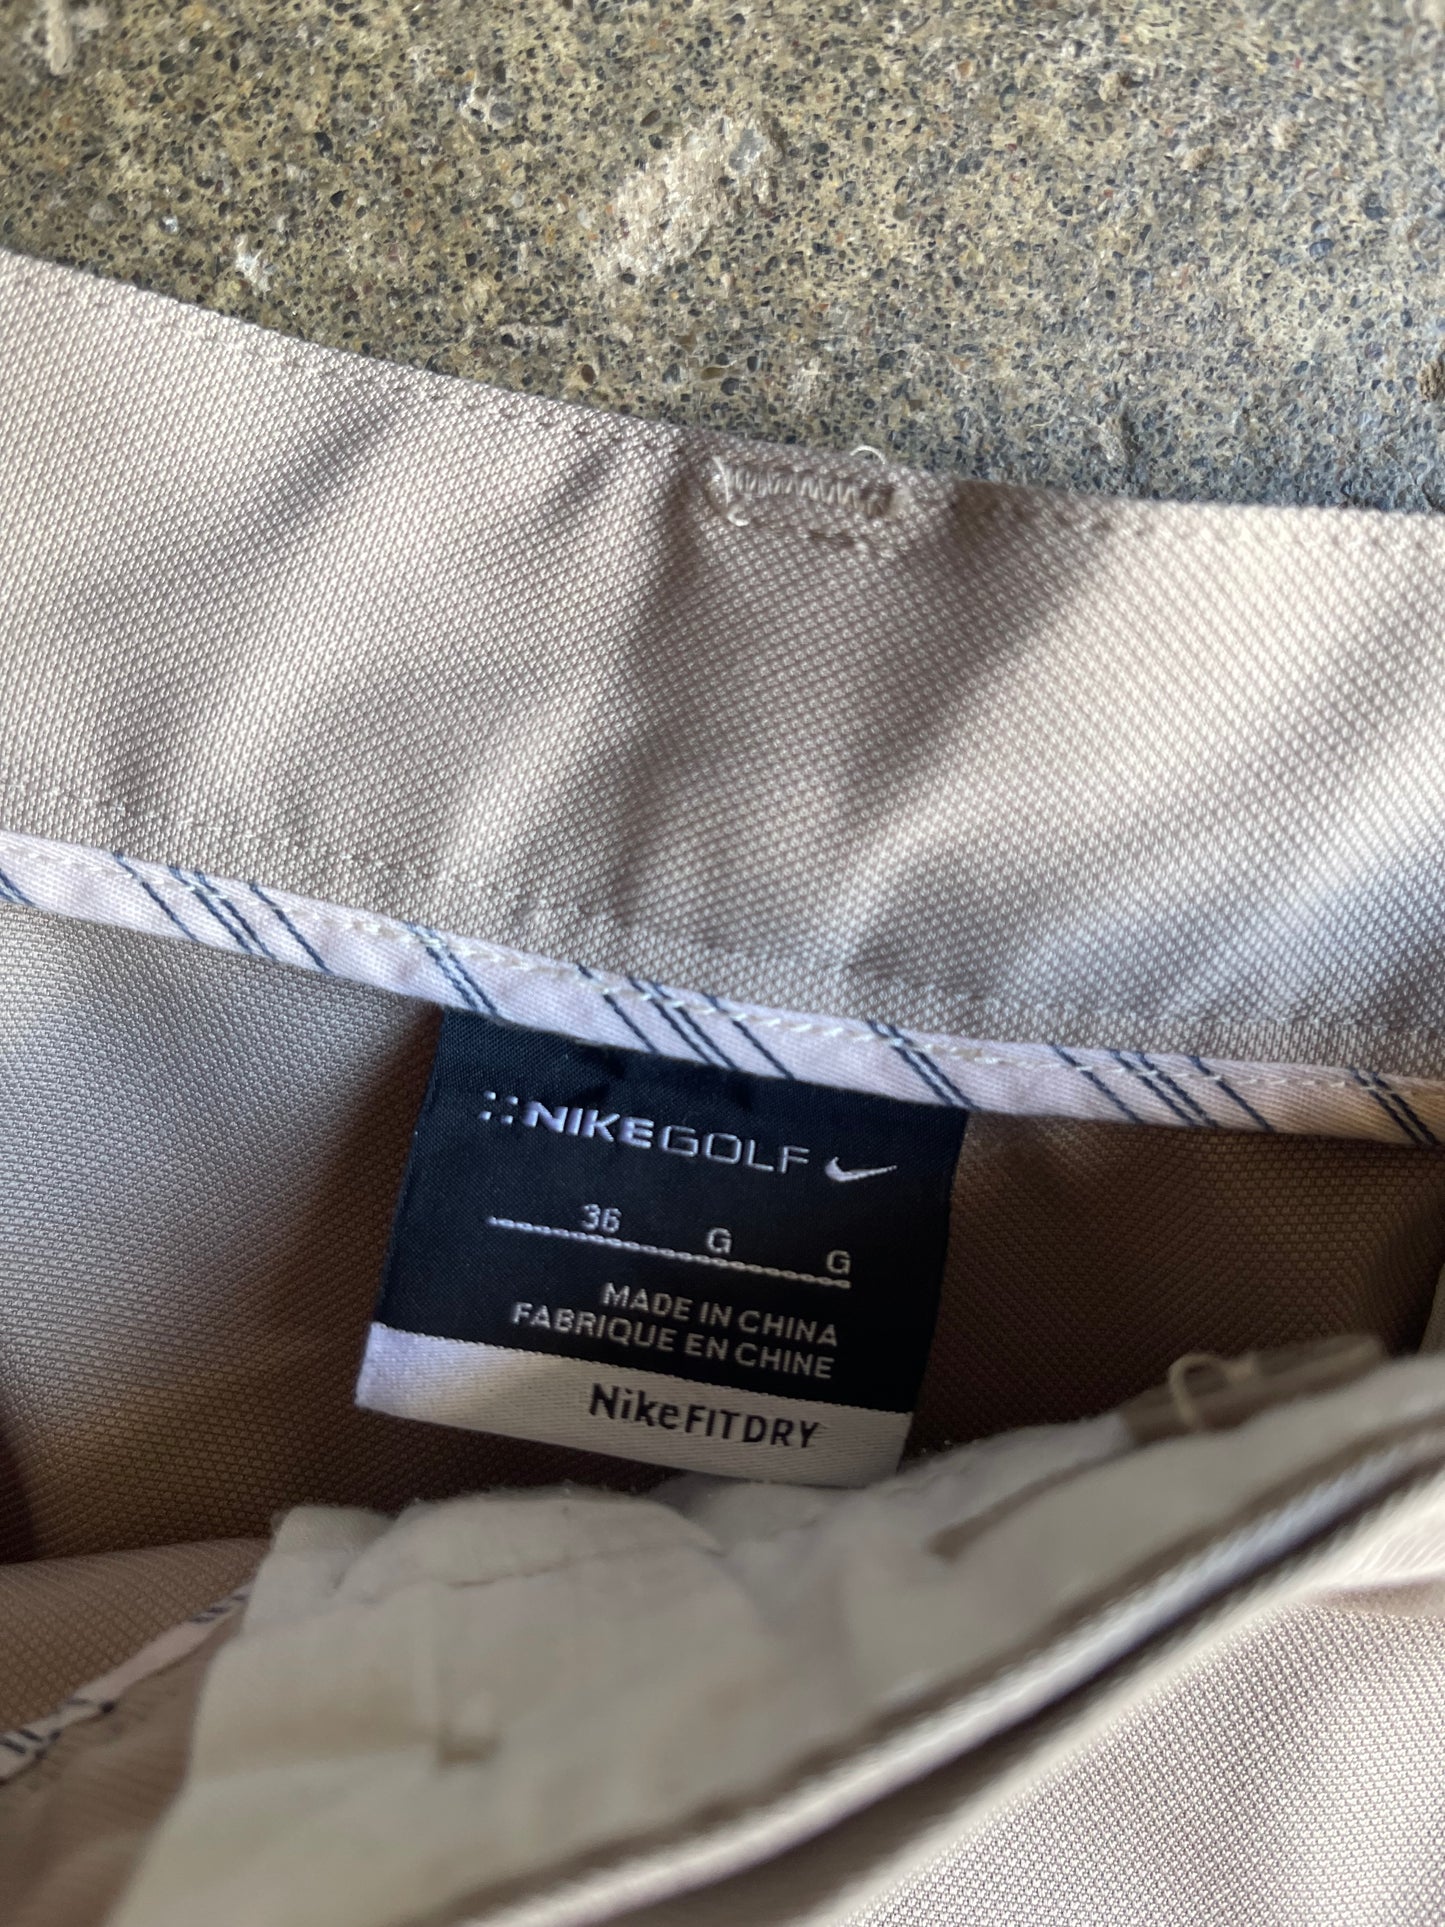 NIKEGOLF
36 G G
MADE IN CHINA
FABRIQUE EN CHINE
NikeFITDRY